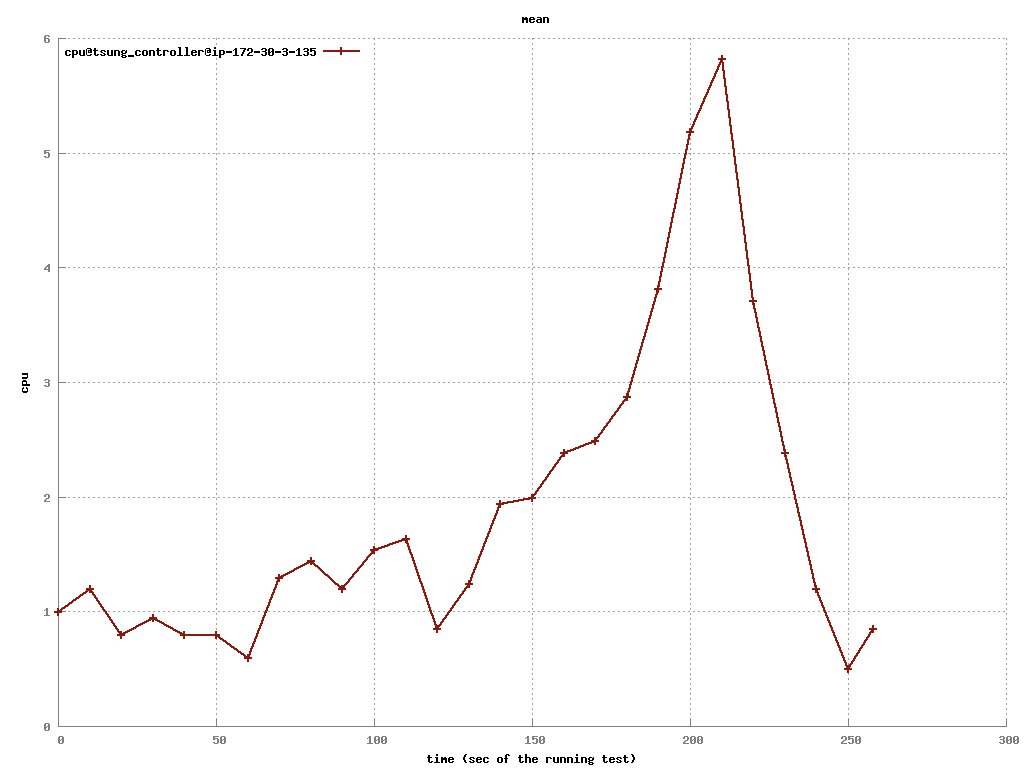 mean
cpu@tsung_controller@ip-172-30-3-135
6
5
4
3
2
1
0
cpu
0 50 100 150 200 250 300
time (sec of the running test)